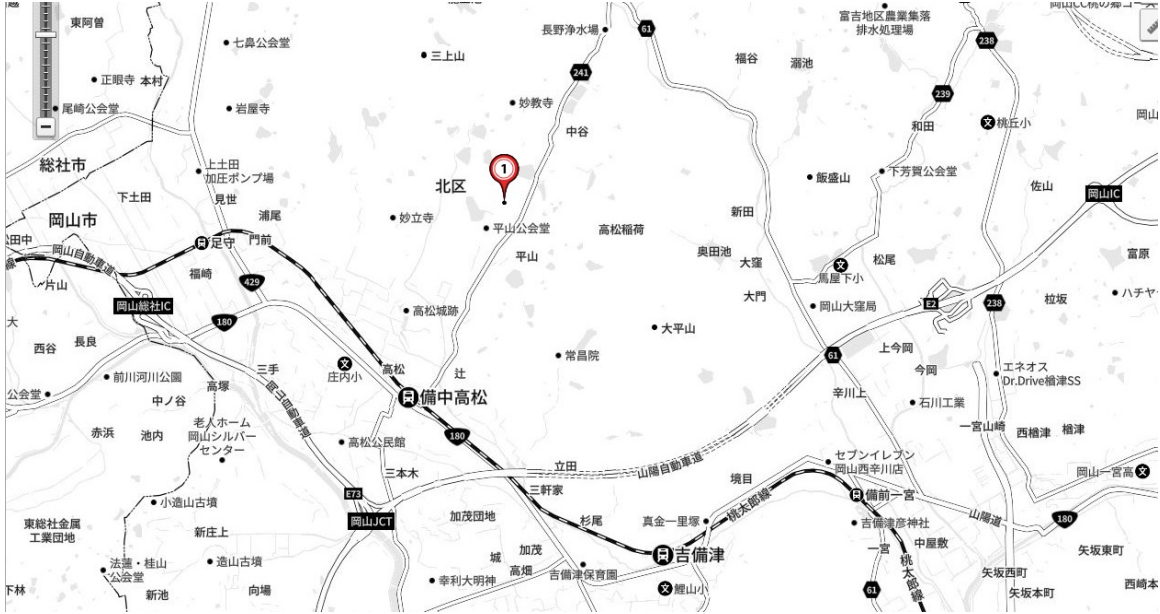 東阿曽
七鼻公会堂
長野浄水場
61
富吉地区農業集落
排水処理場
238
三上山
福谷
溺池
正眼寺
本村
241
239
尾崎公会堂
岩屋寺
妙教寺
中谷
和田
桃丘小
岡山
総社市
上土田
加圧ポンプ場
北区
1
飯盛山
下芳賀公会堂
佐山
岡山IC
下土田
見世
岡山市
浦尾
妙立寺
平山公会堂
高松稲荷
新田
足守
門前
平山
奥田池
大窪
松尾
富原
岡山自動車道
福崎
馬屋下小
片山
429
大門
岡山総社IC
高松城跡
岡山大窪局
E2
238
拉坂
ハチヤ
大
180
大平山
西谷
長良
常昌院
61
上今岡
三手
庄内小
高松
辻
今岡
エネオス
Dr.Drive楢津SS
公会堂
前川河川公園
高塚
備中高松
辛川上
中ノ谷
岡山自動車道
石川工業
赤浜
池内
老人ホーム
岡山シルバー
センター
高松公民館
180
一宮山崎
西楢津
楢津
セブンイレブン
岡山西辛川店
三本木
立田
山陽自動車道
境目
岡山一宮高
E73
三軒家
桃太郎線
備前一宮
小造山古墳
岡山JCT
加茂団地
杉尾
真金一里塚
山陽道
180
東総社金属
工業団地
新庄上
吉備津彦神社
加茂
城
吉備津
一宮
中屋敷
矢坂東町
法蓮・桂山
公会堂
造山古墳
高畑
吉備津保育園
桃太郎線
矢坂西町
下林
新池
向場
幸利大明神
鯉山小
61
矢坂本町
西崎本